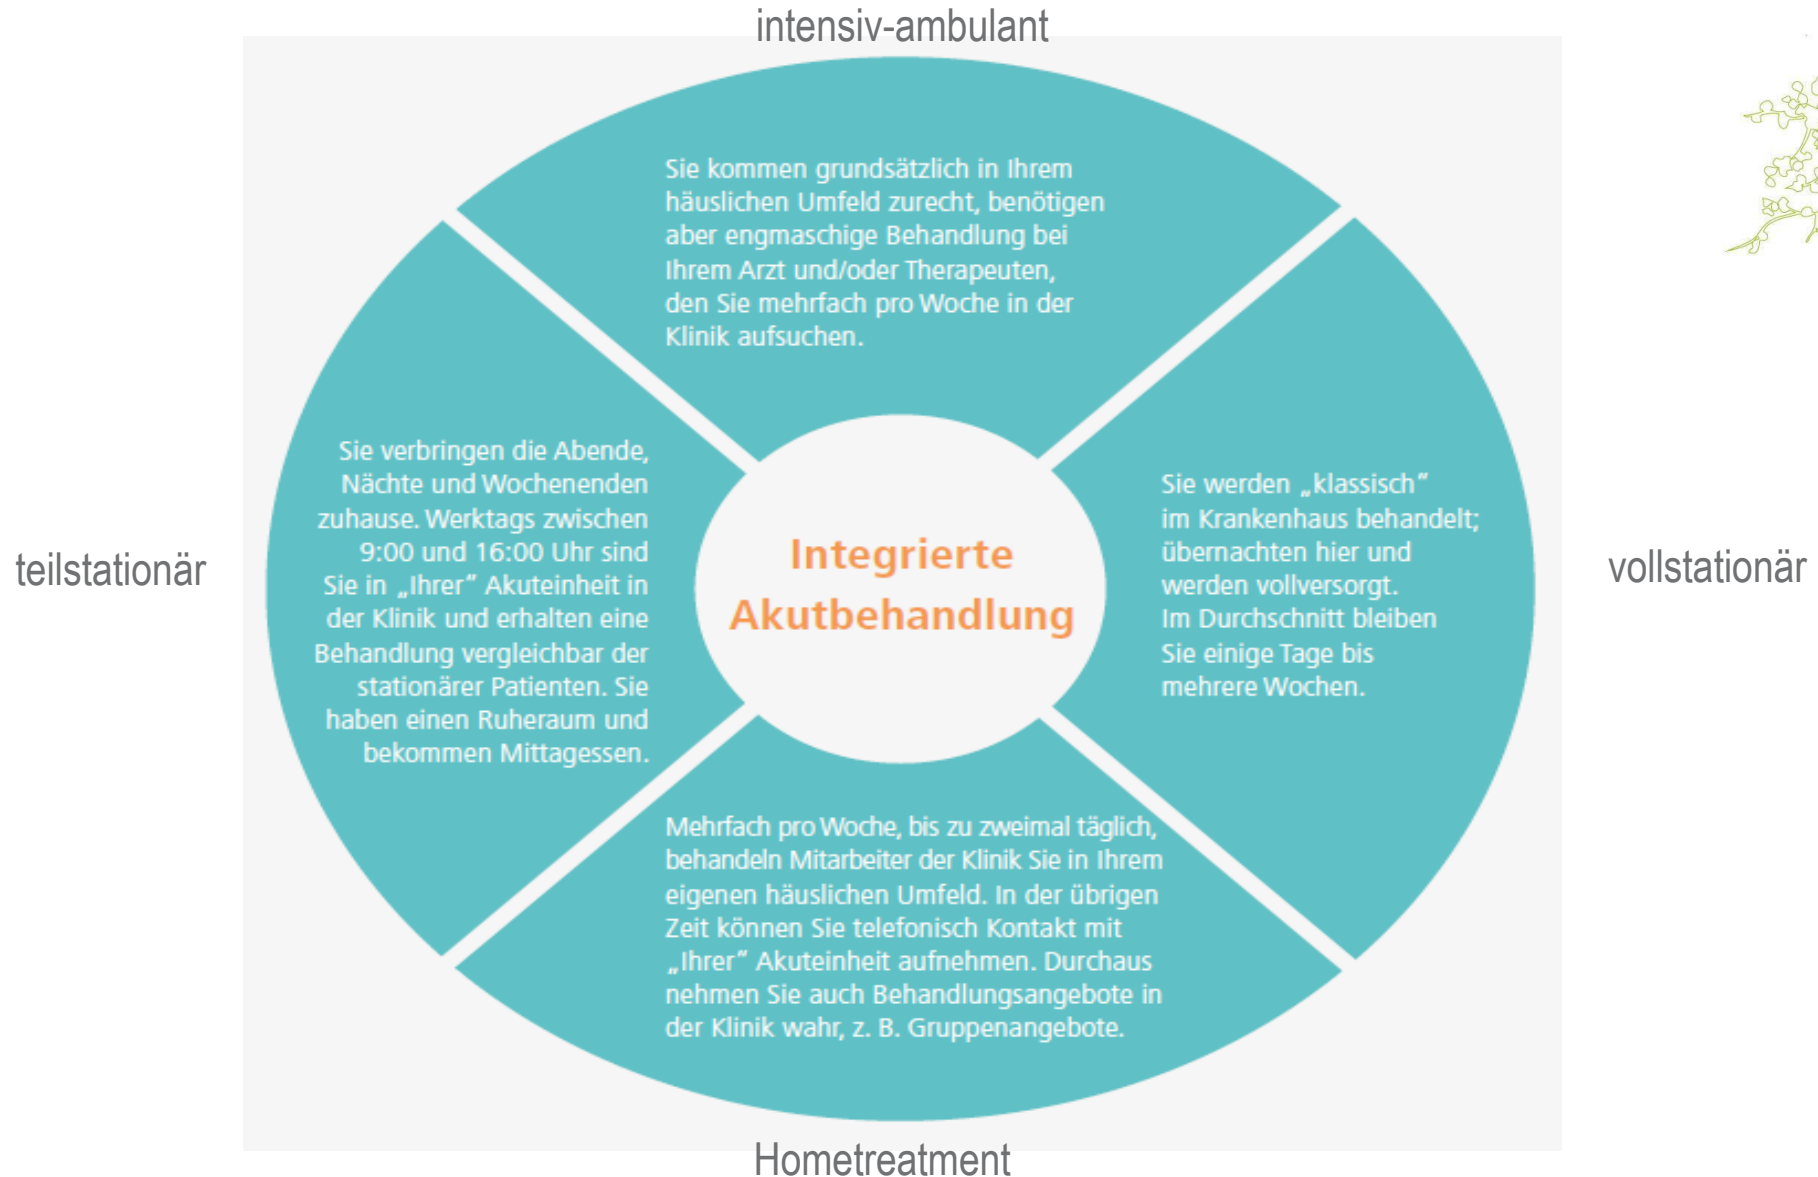 intensiv-ambulant
Sie kommen grundsätzlich in Ihrem
häuslichen Umfeld zurecht, benötigen
aber engmaschige Behandlung bei
Ihrem Arzt und/oder Therapeuten,
den Sie mehrfach pro Woche in der
Klinik aufsuchen.
teilstationär
Sie verbringen die Abende,
Nächte und Wochenenden
zuhause. Werktags zwischen
9:00 und 16:00 Uhr sind
Sie in „Ihrer" Akuteinheit in
der Klinik und erhalten eine
Behandlung vergleichbar der
stationärer Patienten. Sie
haben einen Ruheraum und
bekommen Mittagessen.
Integrierte
Akutbehandlung
Sie werden „klassisch"
im Krankenhaus behandelt;
übernachten hier und
werden vollversorgt.
Im Durchschnitt bleiben
Sie einige Tage bis
mehrere Wochen.
vollstationär
Mehrfach pro Woche, bis zu zweimal täglich,
behandeln Mitarbeiter der Klinik Sie in Ihrem
eigenen häuslichen Umfeld. In der übrigen
Zeit können Sie telefonisch Kontakt mit
„Ihrer" Akuteinheit aufnehmen. Durchaus
nehmen Sie auch Behandlungsangebote in
der Klinik wahr, z. B. Gruppenangebote.
Hometreatment